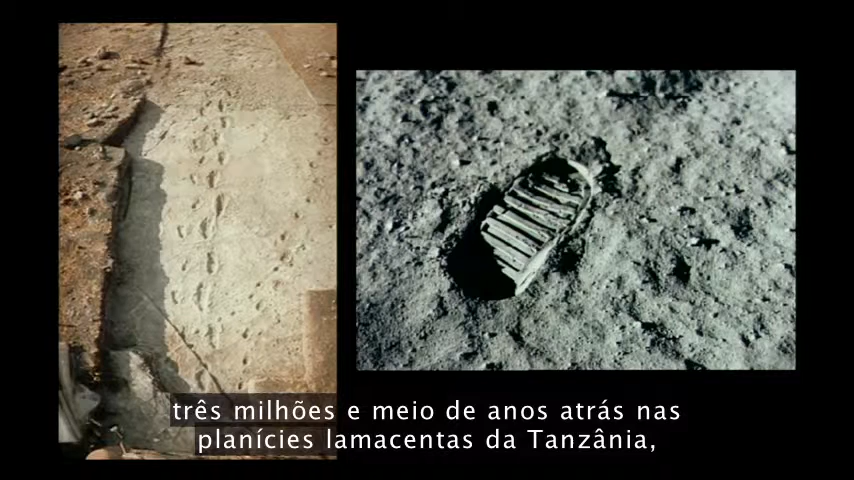 três milhões e meio de anos atrás nas
planícies lamacentas da Tanzânia,